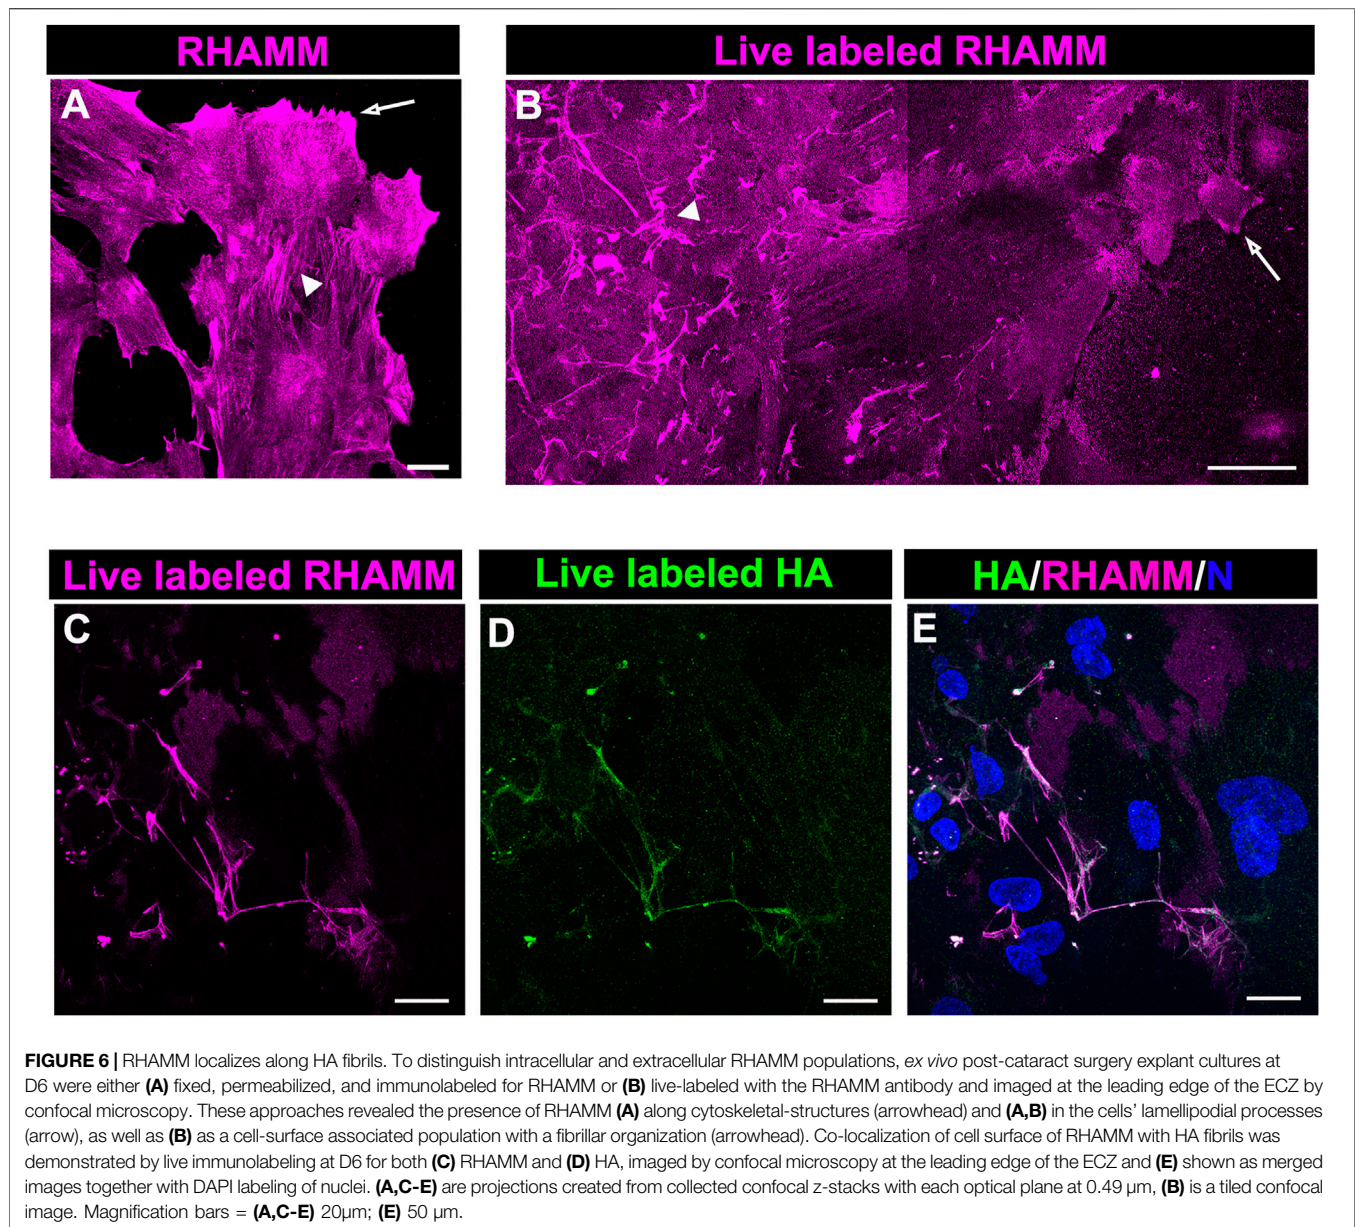 RHAMM
Live labeled RHAMM
A
B
Live labeled RHAMM
Live labeled HA
HA/RHAMM/N
C
D
E
FIGURE 6 | RHAMM localizes along HA fibrils. To distinguish intracellular and extracellular RHAMM populations, ex vivo post-cataract surgery explant cultures at
D6 were either (A) fixed, permeabilized, and immunolabeled for RHAMM or (B) live-labeled with the RHAMM antibody and imaged at the leading edge of the ECZ by
confocal microscopy. These approaches revealed the presence of RHAMM (A) along cytoskeletal-structures (arrowhead) and (A,B) in the cells’ lamellipodial processes
(arrow), as well as (B) as a cell-surface associated population with a fibrillar organization (arrowhead). Co-localization of cell surface of RHAMM with HA fibrils was
demonstrated by live immunolabeling at D6 for both (C) RHAMM and (D) HA, imaged by confocal microscopy at the leading edge of the ECZ and (E) shown as merged
images together with DAPI labeling of nuclei. (A,C-E) are projections created from collected confocal z-stacks with each optical plane at 0.49 µm, (B) is a tiled confocal
image. Magnification bars = (A,C-E) 20µm; (E) 50 µm.